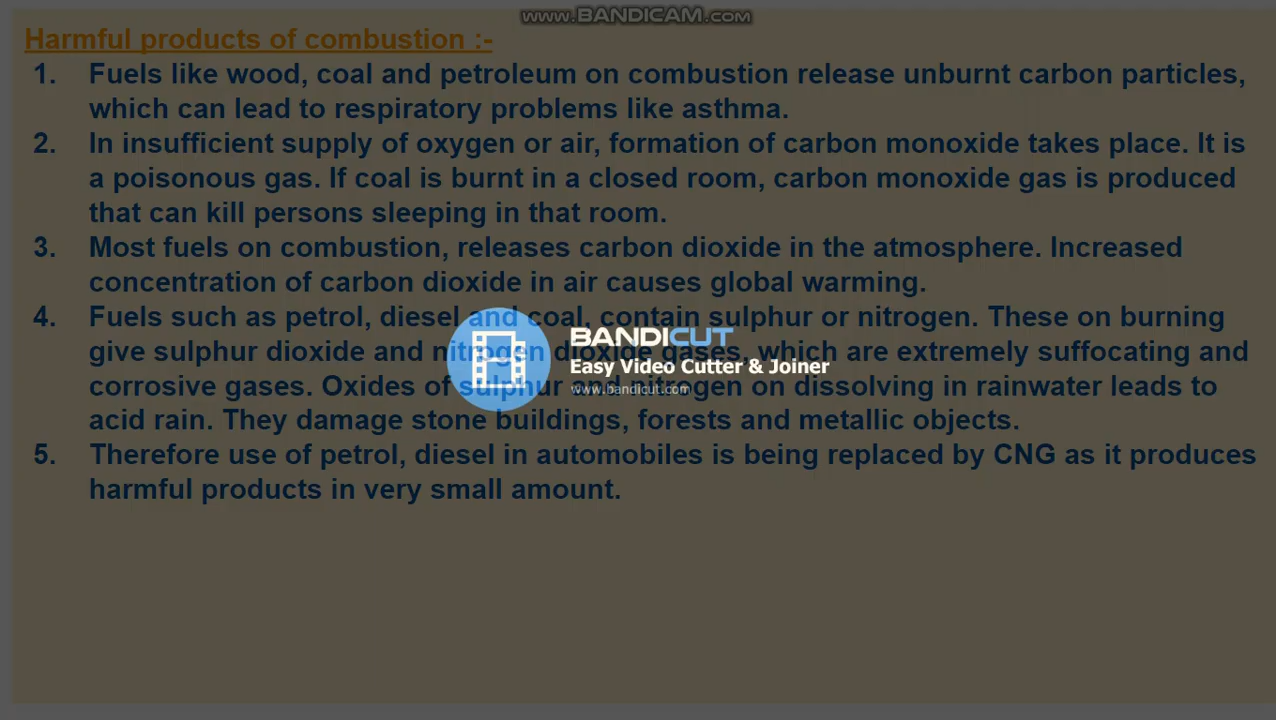 www.BANDICAM.com
Harmful products of combustion :-
1. Fuels like wood, coal and petroleum on combustion release unburnt carbon particles,
which can lead to respiratory problems like asthma.
2. In insufficient supply of oxygen or air, formation of carbon monoxide takes place. It is
a poisonous gas. If coal is burnt in a closed room, carbon monoxide gas is produced
that can kill persons sleeping in that room.
3. Most fuels on combustion, releases carbon dioxide in the atmosphere. Increased
concentration of carbon dioxide in air causes global warming.
4. Fuels such as petrol, diesel and coal, contain sulphur or nitrogen. These on burning
give sulphur dioxide and nitrogen dioxide gases, which are extremely suffocating and
corrosive gases. Oxides of sulphur and nitrogen on dissolving in rainwater leads to
acid rain. They damage stone buildings, forests and metallic objects.
5. Therefore use of petrol, diesel in automobiles is being replaced by CNG as it produces
harmful products in very small amount.
BANDICUT
Easy Video Cutter & Joiner
www.bandicut.com